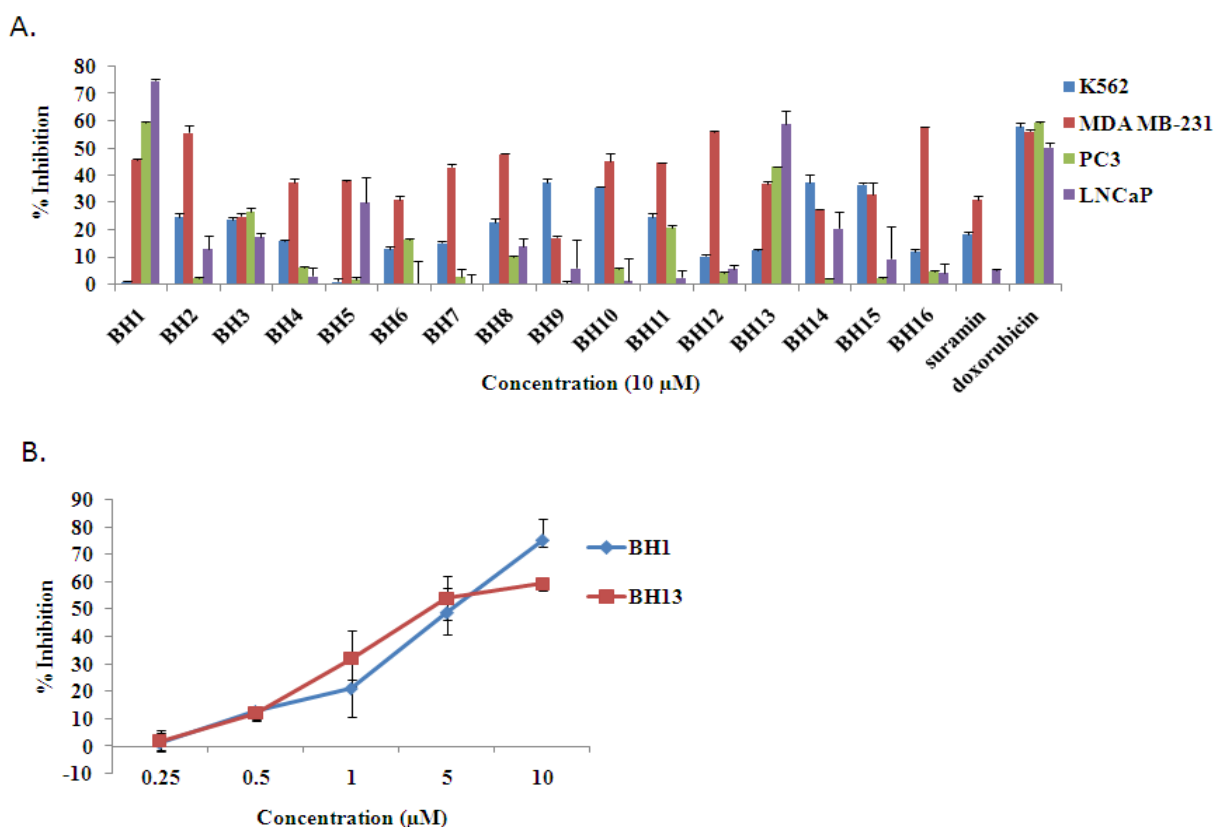 A.
80
70
60
50
40
30
20
10
0
% Inhibition
BH1
BH2
BH3
BH4
BH5
BH6
BH7
BH8
BH9
BH10
BH11
BH12
BH13
BH14
BH15
BH16
suramin
doxorubicin
Concentration (10 µM)
K562
MDAMB-231
PC3
LNCaP
B.
90
80
70
60
50
40
30
20
10
0
-10
% Inhibition
0.25 0.5 1 5 10
Concentration (µM)
BH1
BH13